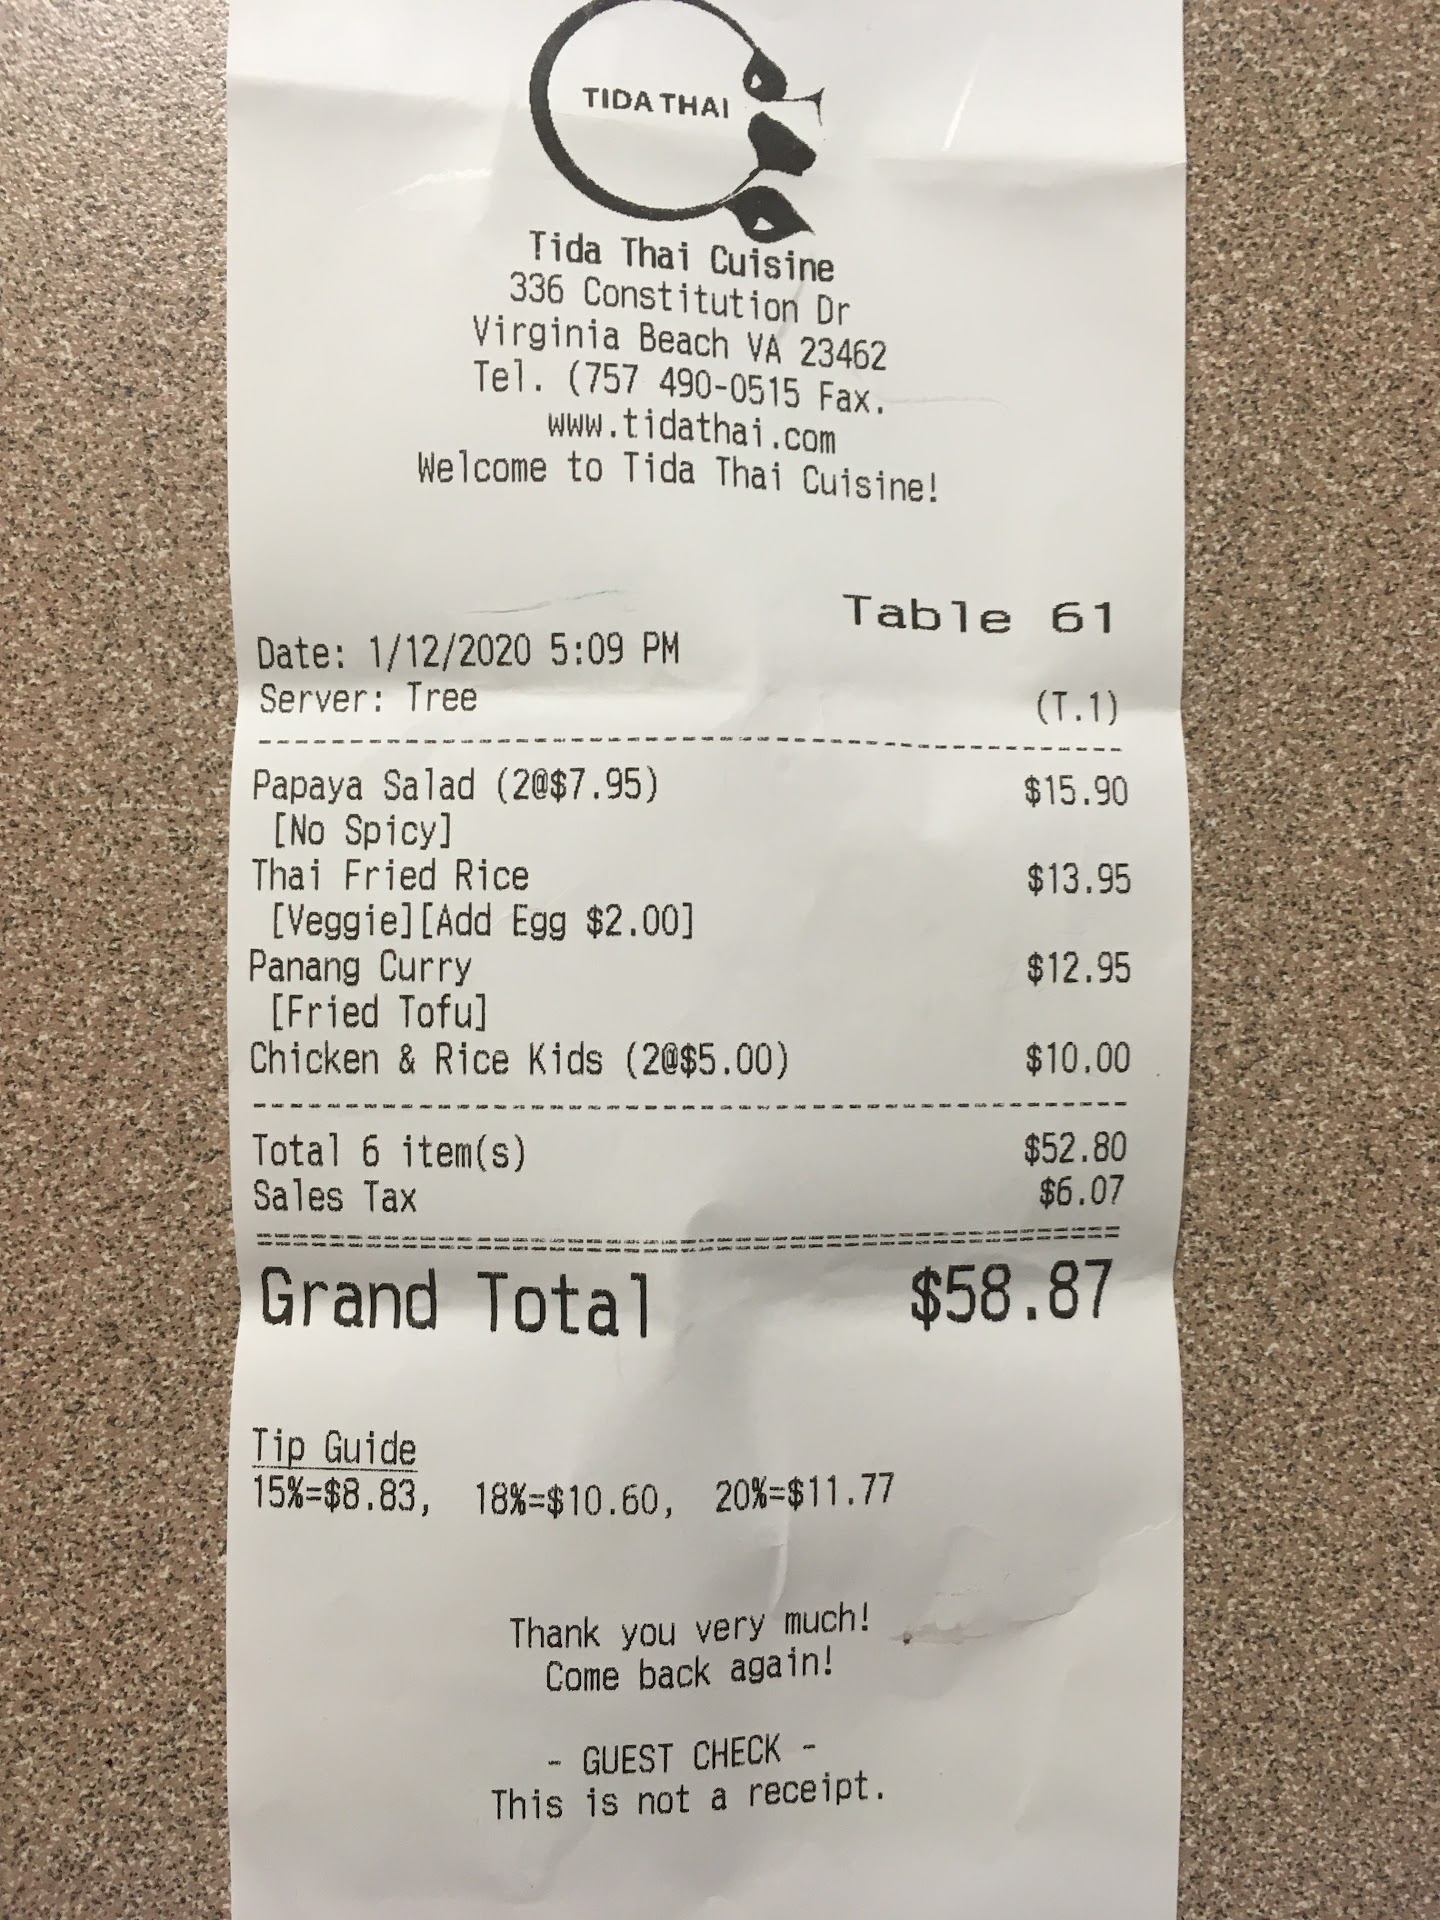 TIDA THAI
Tida Thai Cuisine
336 Constitution Dr
Virginia Beach VA 23462
Tel. (757 490-0515 Fax.
www.tidathai.com
Welcome to Tida Thai Cuisine!
Table 61
Date: 1/12/2020 5:09 PM
Server: Tree (T.1)
Papaya Salad (2@$7.95) $15.90
[No Spicy]
Thai Fried Rice $13.95
[Veggie][Add Egg $2.00]
Panang Curry $12.95
[Fried Tofu]
Chicken & Rice Kids (2@$5.00) $10.00
Total 6 item(s) $52.80
Sales Tax $6.07
Grand Total $58.87
Tip Guide
15%=$8.83, 18%=$10.60, 20%=$11.77
Thank you very much!
Come back again!
- GUEST CHECK -
This is not a receipt.